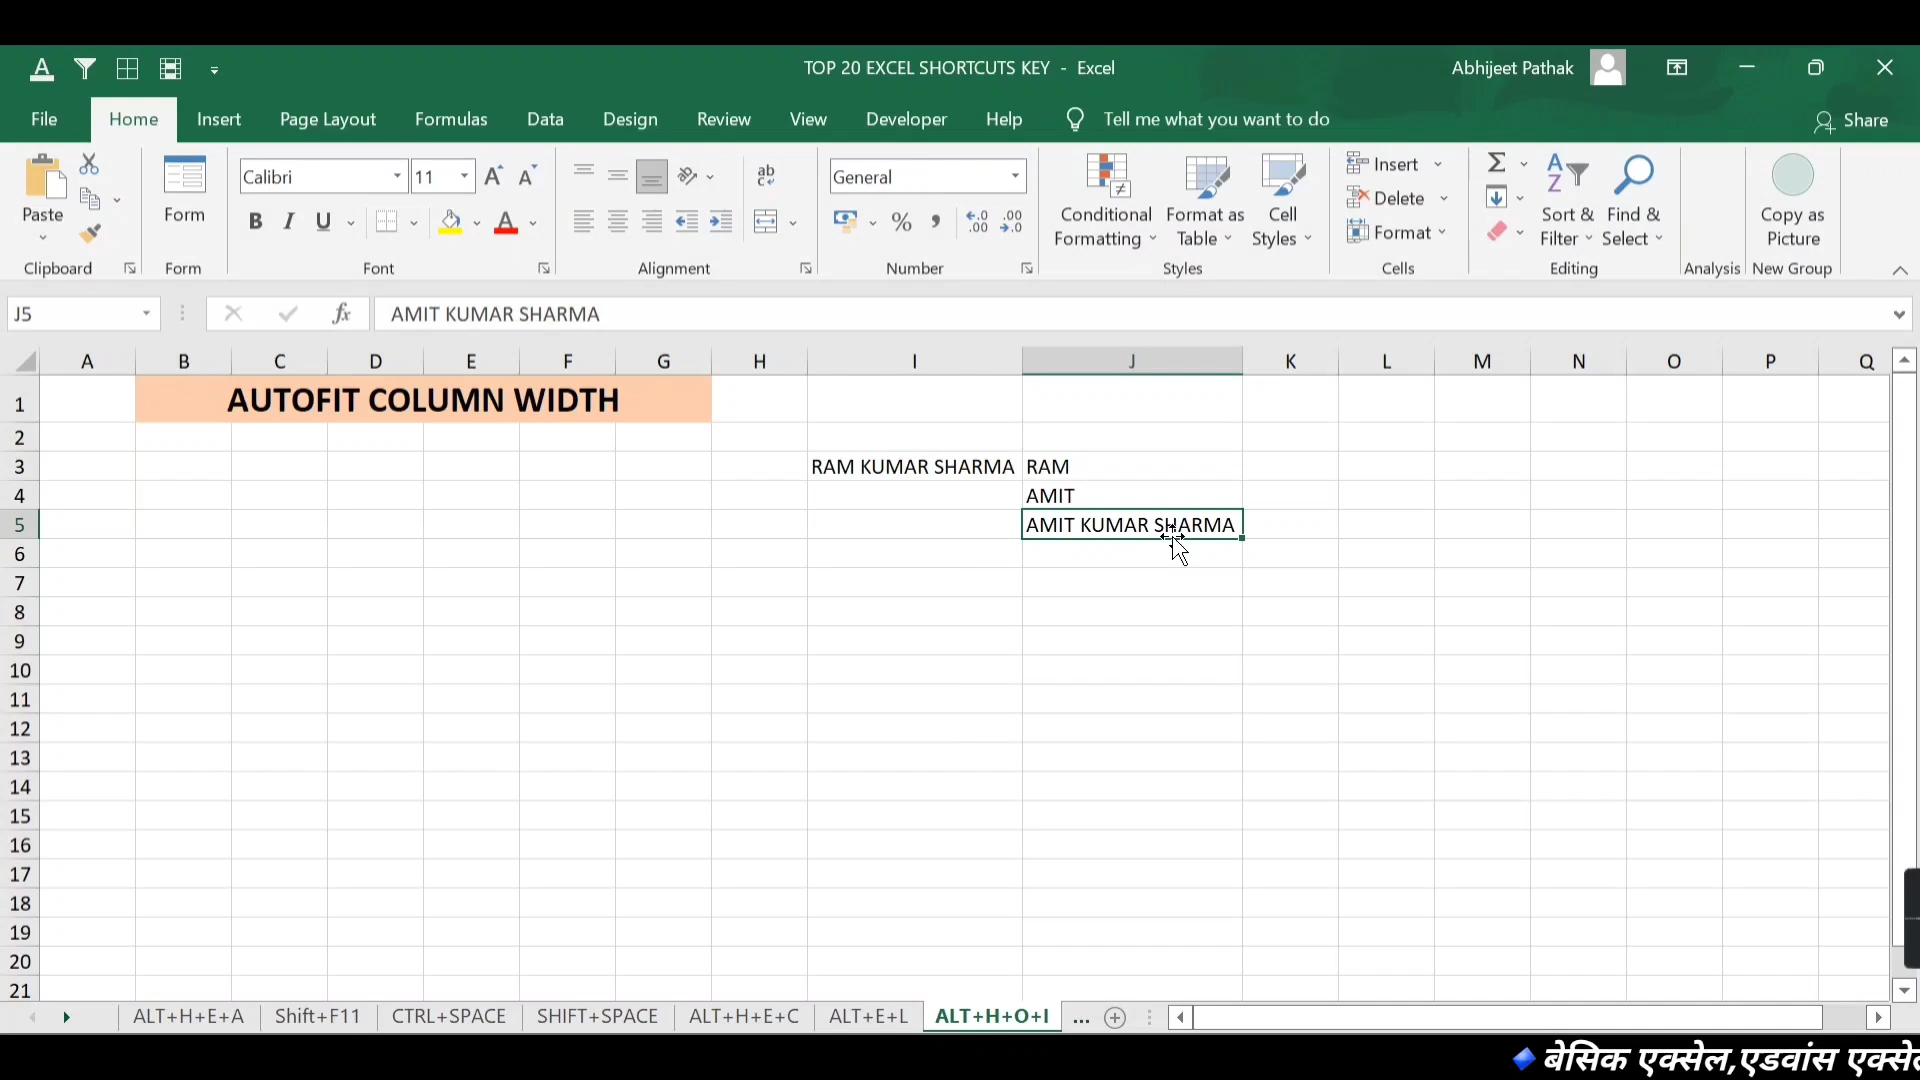 TOP 20 EXCEL SHORTCUTS KEY - Excel
Abhijeet Pathak
File Home Insert Page Layout Formulas Data Design Review View Developer Help Tell me what you want to do Share
Paste
Form
Calibri 11
General
Conditional Formatting
Format as Table
Cell Styles
Insert
Delete
Format
Sort & Filter
Find & Select
Copy as Picture
Clipboard Form Font Alignment Number Styles Cells Editing Analysis New Group
J5 fx AMIT KUMAR SHARMA
A B C D E F G H I J K L M N O P Q
1 AUTOFIT COLUMN WIDTH
2
3 RAM KUMAR SHARMA RAM
4 AMIT
5 AMIT KUMAR SHARMA
6
7
8
9
10
11
12
13
14
15
16
17
18
19
20
21
ALT+H+E+A Shift+F11 CTRL+SPACE SHIFT+SPACE ALT+H+E+C ALT+E+L ALT+H+O+I ...
बेसिक एक्सेल,एडवांस